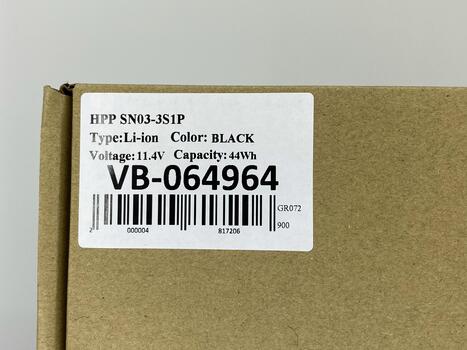 HPP SN03-3S1P
Type:Li-ion Color: BLACK
Voltage: 11.4V Capacity: 44Wh
VB-064964
GR072
2 000004 817206 900